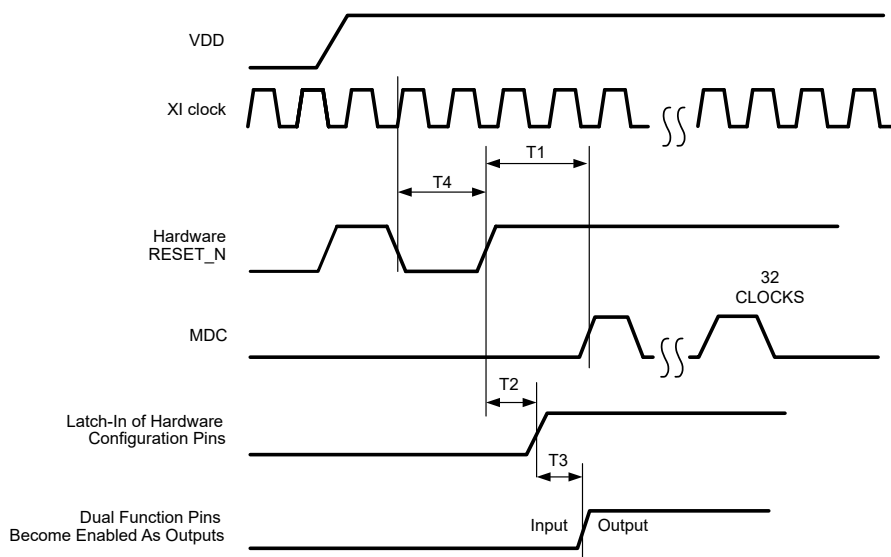 VDD
XI clock
T1
T4
Hardware
RESET_N
32
CLOCKS
MDC
T2
Latch-In of Hardware
Configuration Pins
T3
Dual Function Pins
Become Enabled As Outputs
Input
Output